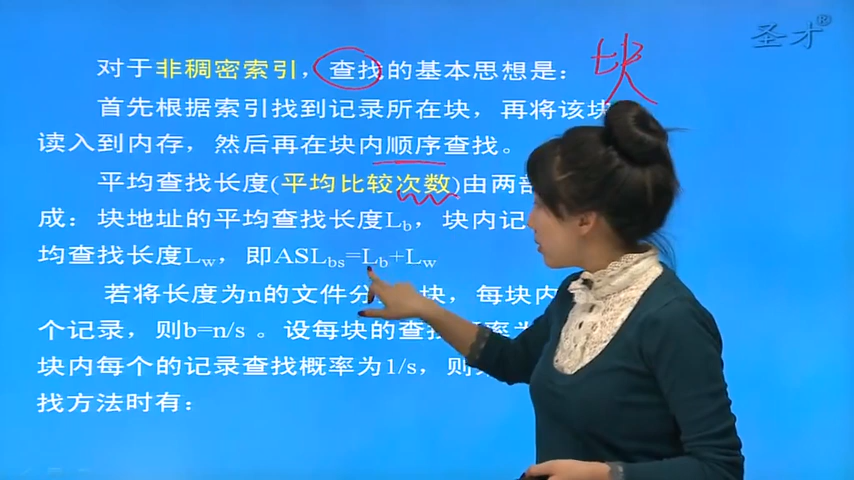 圣才®
对于非稠密索引，查找的基本思想是：
块
首先根据索引找到记录所在块，再将该块
读入到内存，然后再在块内顺序查找。
平均查找长度(平均比较次数)由两部
成：块地址的平均查找长度Lb，块内记
均查找长度Lw，即ASLbs=Lb+Lw
若将长度为n的文件分 块，每块内
个记录，则b=n/s 。设每块的查找概率为
块内每个的记录查找概率为1/s，则
找方法时有：